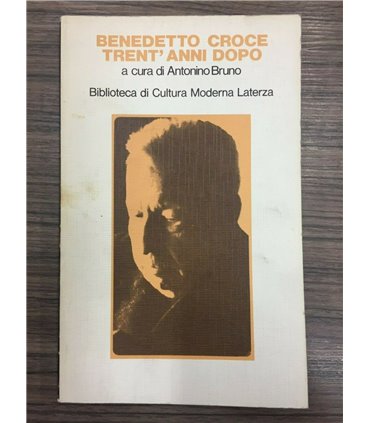 BENEDETTO CROCE
TRENT'ANNI DOPO
a cura di Antonino Bruno
Biblioteca di Cultura Moderna Laterza